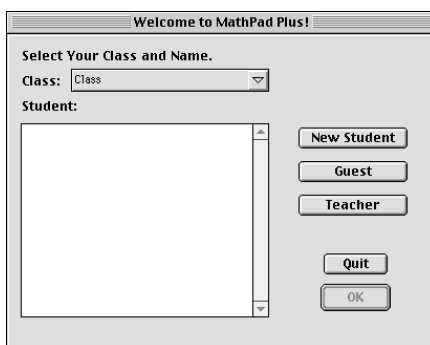 Welcome to MathPad Plus!
Select Your Class and Name.
Class: Class
Student:
New Student
Guest
Teacher
Quit
OK